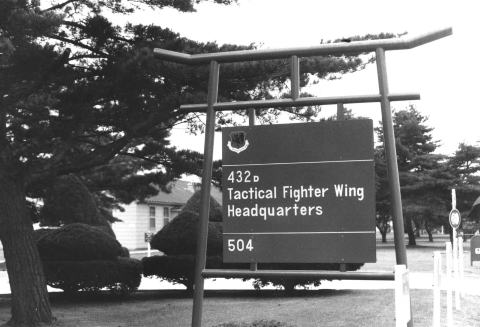 432D
Tactical Fighter Wing
Headquarters
504